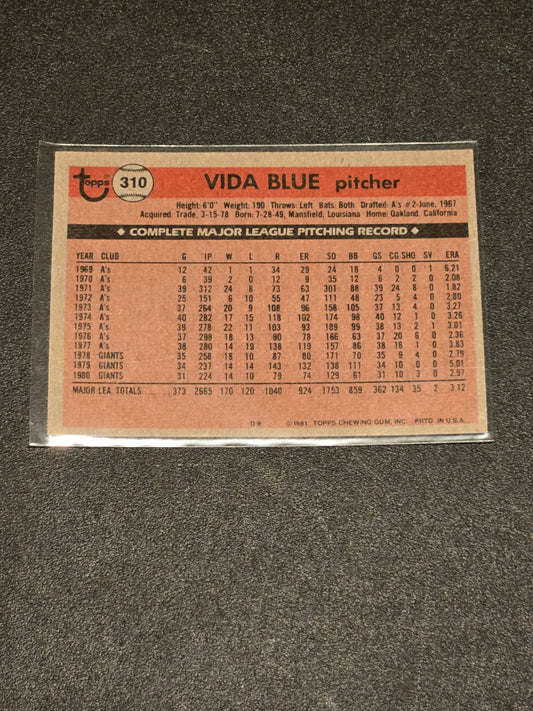 topps 310 VIDA BLUE pitcher
Height: 6'0" Weight: 190 Throws: Left Bats: Both Drafted: A's #2-June, 1967
Acquired: Trade, 3-15-78 Born: 7-28-49, Mansfield, Louisiana Home: Oakland, California
◆ COMPLETE MAJOR LEAGUE PITCHING RECORD ◆
YEAR CLUB G IP W L R ER SO BB GS CG SHO SV ERA
1969 A's 12 42 1 1 34 29 24 18 4 0 0 1 6.21
1970 A's 6 39 2 0 12 9 35 12 6 2 2 0 2.08
1971 A's 39 312 24 8 73 63 301 88 39 24 8 0 1.82
1972 A's 25 151 6 10 55 47 111 48 23 5 4 0 2.80
1973 A's 37 264 20 9 108 96 158 105 37 13 4 0 3.27
1974 A's 40 282 17 15 118 102 174 98 40 12 1 0 3.26
1975 A's 39 278 22 11 103 93 189 99 38 13 2 1 3.01
1976 A's 37 298 18 13 90 78 166 63 37 20 6 0 2.36
1977 A's 38 280 14 19 138 119 157 86 38 16 1 0 3.83
1978 GIANTS 35 258 18 10 87 80 171 70 35 9 4 0 2.79
1979 GIANTS 34 237 14 14 143 132 138 111 34 10 0 0 5.01
1980 GIANTS 31 224 14 10 79 74 129 61 31 10 3 0 2.97
MAJOR LEA TOTALS 373 2665 170 120 1040 924 1753 859 362 134 35 2 3.12
© 1981 TOPPS CHEWING GUM, INC. PRTD. IN U.S.A.